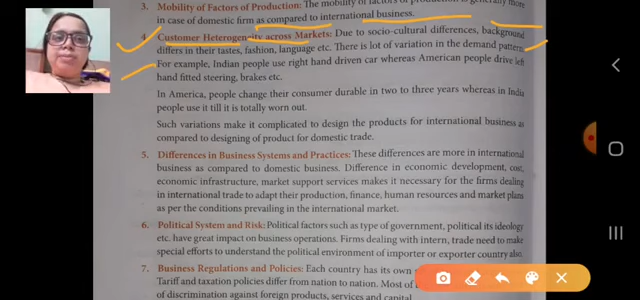 3. Mobility of Factors of Production: The mobility of factors of production is generally more
in case of domestic firm as compared to international business.
4. Customer Heterogeneity across Markets: Due to socio-cultural differences, background
differs in their tastes, fashion, language etc. There is lot of variation in the demand pattern.
For example, Indian people use right hand driven car whereas American people drive left
hand fitted steering, brakes etc.
In America, people change their consumer durable in two to three years whereas in India
people use it till it is totally worn out.
Such variations make it complicated to design the products for international business as
compared to designing of product for domestic trade.
5. Differences in Business Systems and Practices: These differences are more in international
business as compared to domestic business. Difference in economic development, cost,
economic infrastructure, market support services makes it necessary for the firms dealing
in international trade to adapt their production, finance, human resources and market plans
as per the conditions prevailing in the international market.
6. Political System and Risk: Political factors such as type of government, political its ideology
etc. have great impact on business operations. Firms dealing with intern, trade need to make
special efforts to understand the political environment of importer or exporter country also.
7. Business Regulations and Policies: Each country has its own
Tariff and taxation policies differ from nation to nation. Most of
of discrimination against foreign products, services and capital.